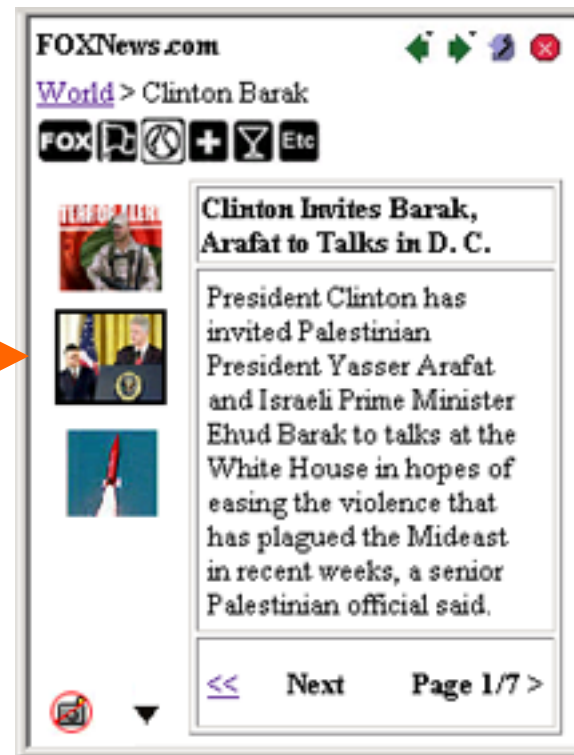 FOXNews.com
World > Clinton Barak
FOX Etc
TERROR ALERT
Clinton Invites Barak,
Arafat to Talks in D. C.
President Clinton has
invited Palestinian
President Yasser Arafat
and Israeli Prime Minister
Ehud Barak to talks at the
White House in hopes of
easing the violence that
has plagued the Mideast
in recent weeks, a senior
Palestinian official said.
<< Next Page 1/7 >